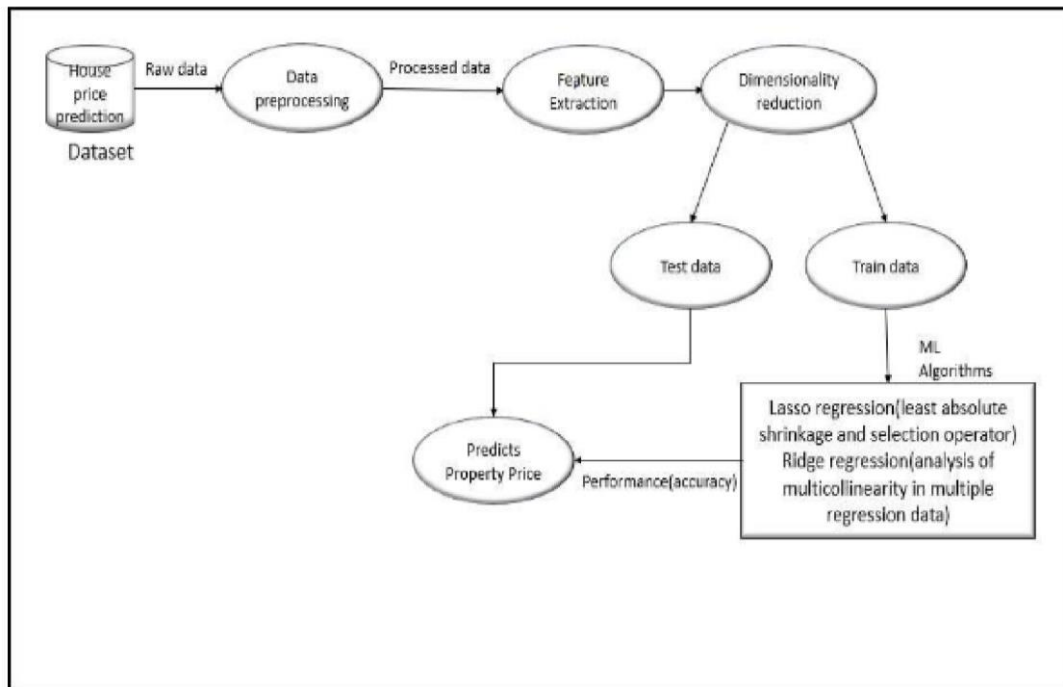 House
price
prediction
Dataset
Raw data
Data
preprocessing
Processed data
Feature
Extraction
Dimensionality
reduction
Test data
Train data
ML
Algorithms
Lasso regression(least absolute
shrinkage and selection operator)
Ridge regression(analysis of
multicollinearity in multiple
regression data)
Performance(accuracy)
Predicts
Property Price